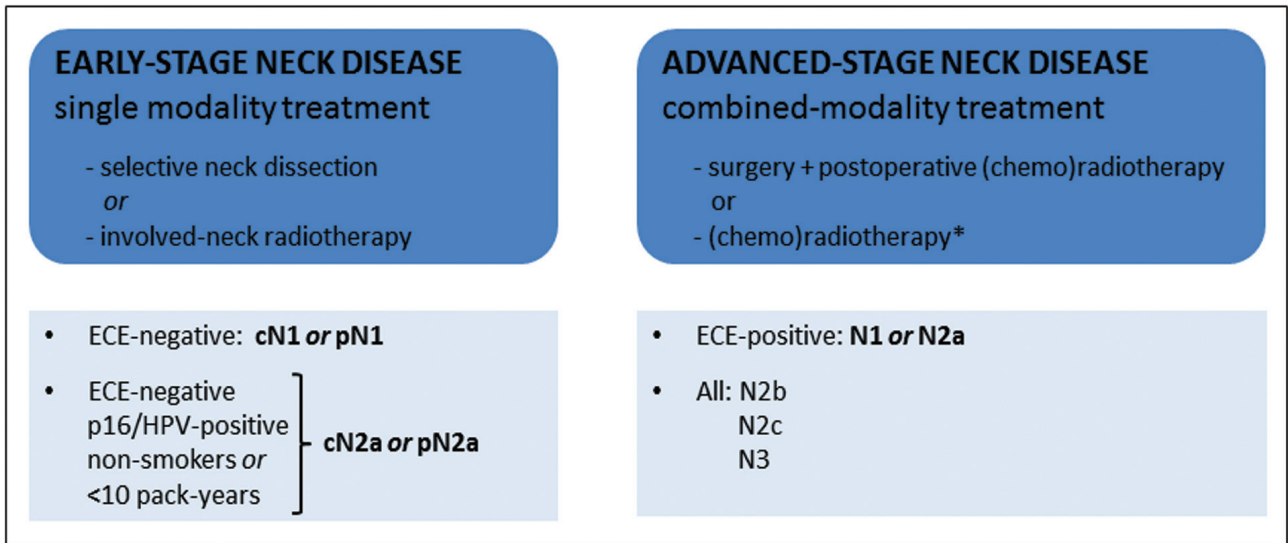 EARLY-STAGE NECK DISEASE
single modality treatment
- selective neck dissection
or
- involved-neck radiotherapy
ADVANCED-STAGE NECK DISEASE
combined-modality treatment
- surgery + postoperative (chemo)radiotherapy
or
- (chemo)radiotherapy*
• ECE-negative: cN1 or pN1
• ECE-negative
p16/HPV-positive
non-smokers or
<10 pack-years
cN2a or pN2a
• ECE-positive: N1 or N2a
• All: N2b
N2c
N3